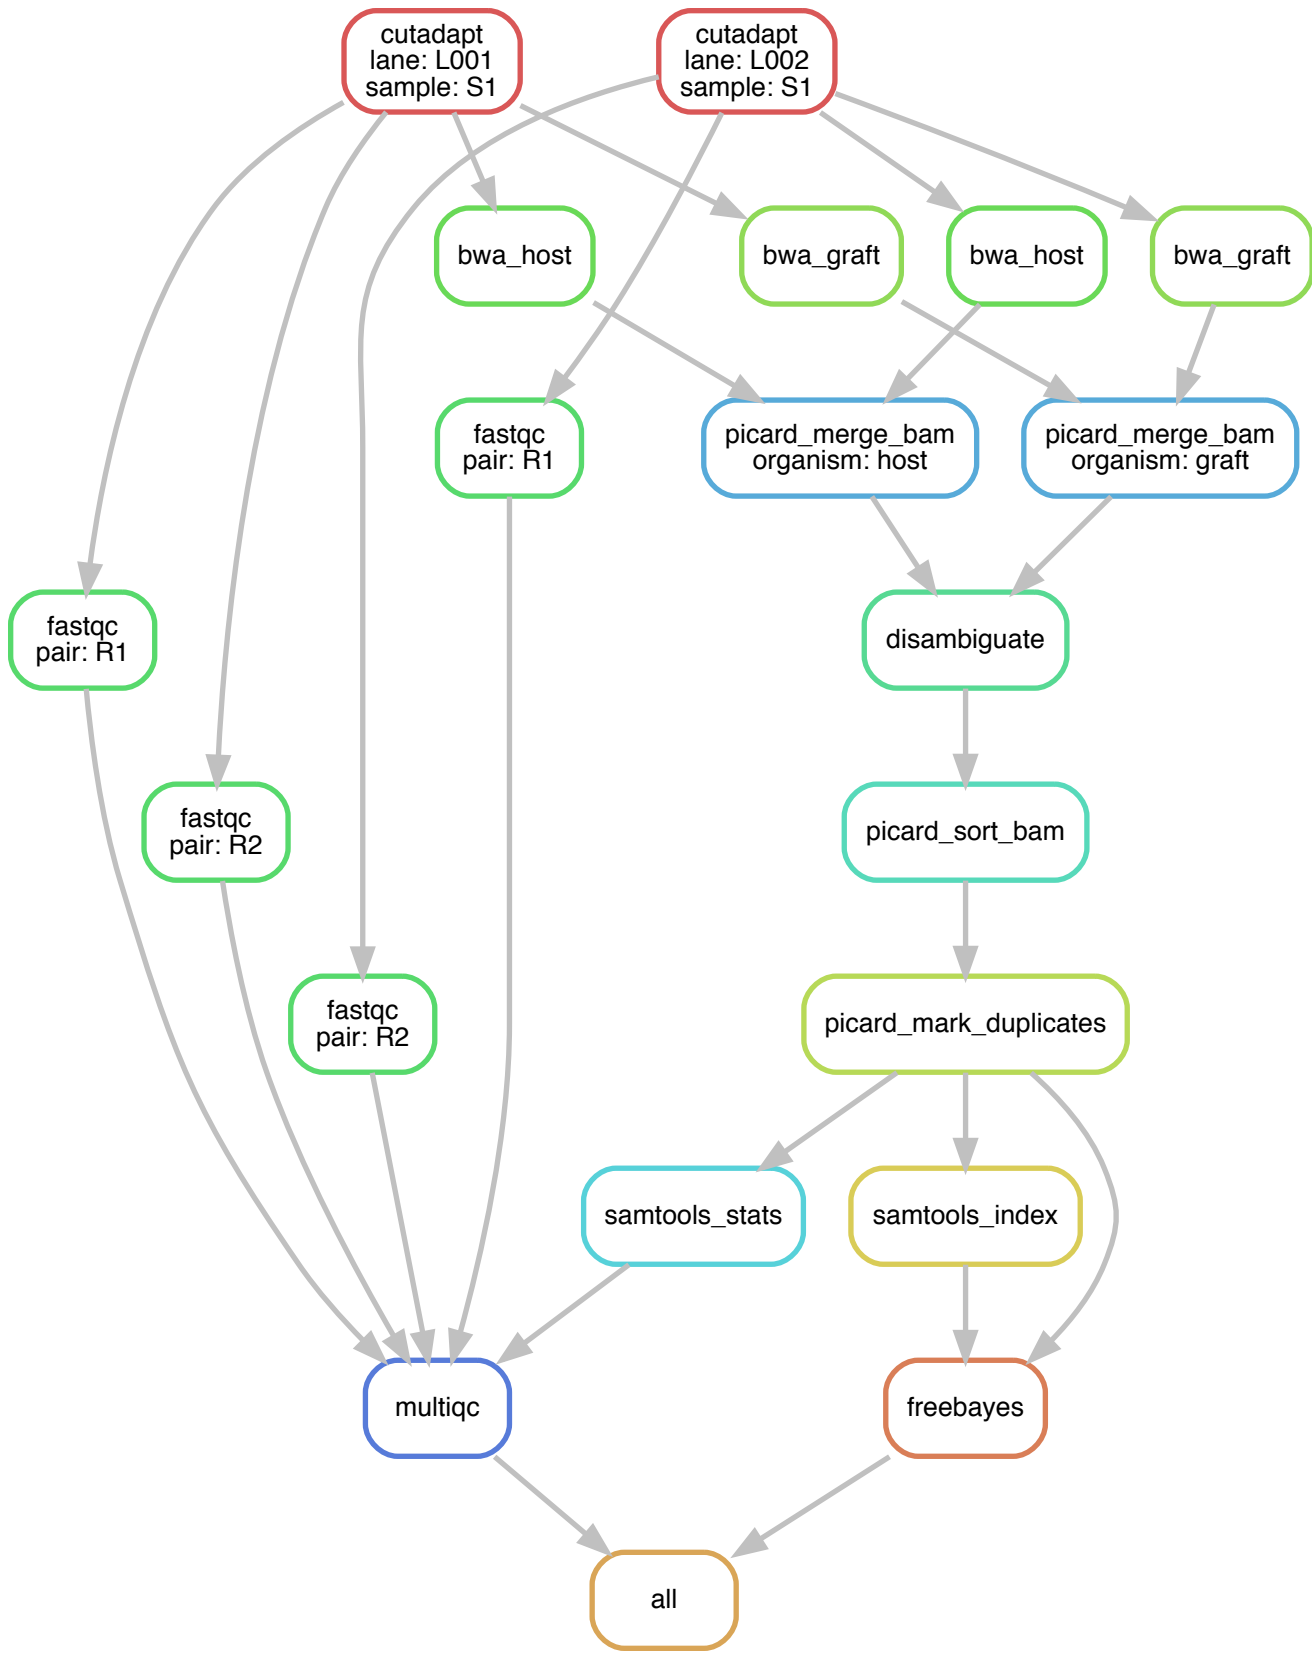 cutadapt
lane: L001
sample: S1
cutadapt
lane: L002
sample: S1
bwa_host
bwa_graft
bwa_host
bwa_graft
fastqc
pair: R1
picard_merge_bam
organism: host
picard_merge_bam
organism: graft
fastqc
pair: R1
disambiguate
fastqc
pair: R2
picard_sort_bam
fastqc
pair: R2
picard_mark_duplicates
samtools_stats
samtools_index
multiqc
freebayes
all